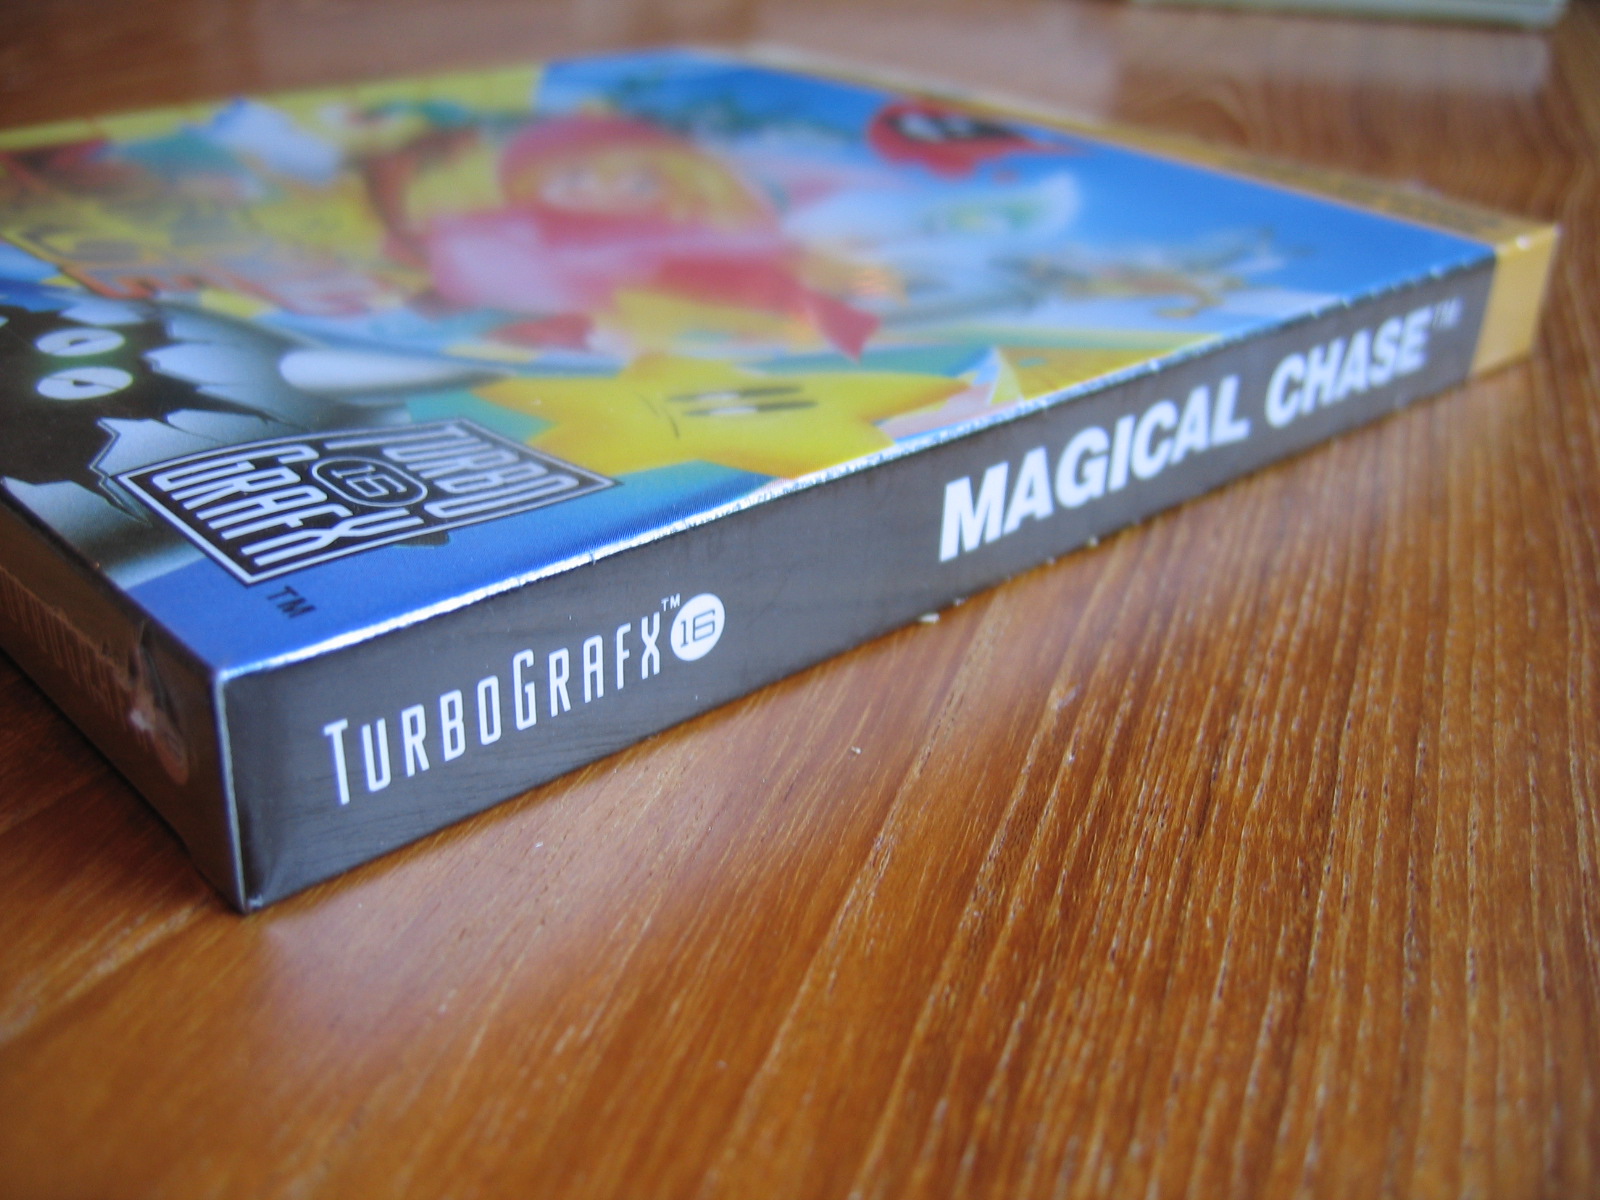 TURBO
16
GRAFX
TM
TURBOGRAFX™ 16
MAGICAL CHASE™